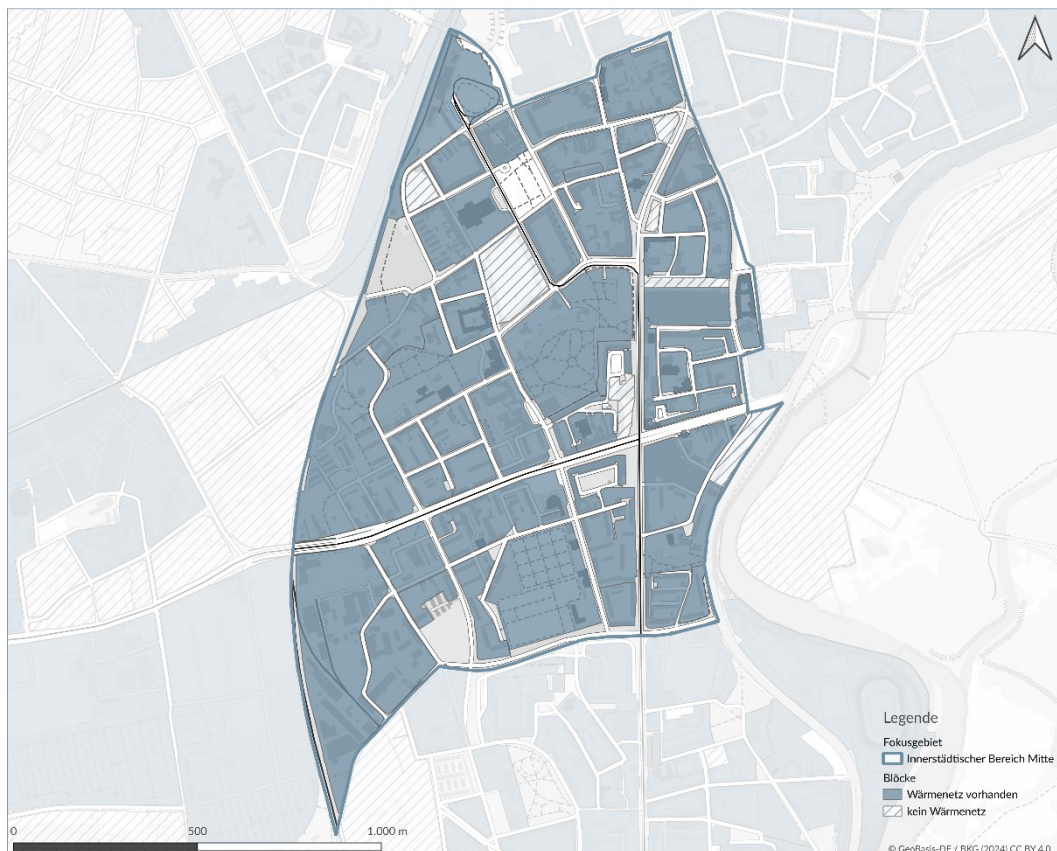 Legende
Fokusgebiet
Innerstädtischer Bereich Mitte
Blöcke
Wärmenetz vorhanden
kein Wärmenetz
0 500 1.000 m
© GeoBasis-DE / BKG (2024) CC BY 4.0